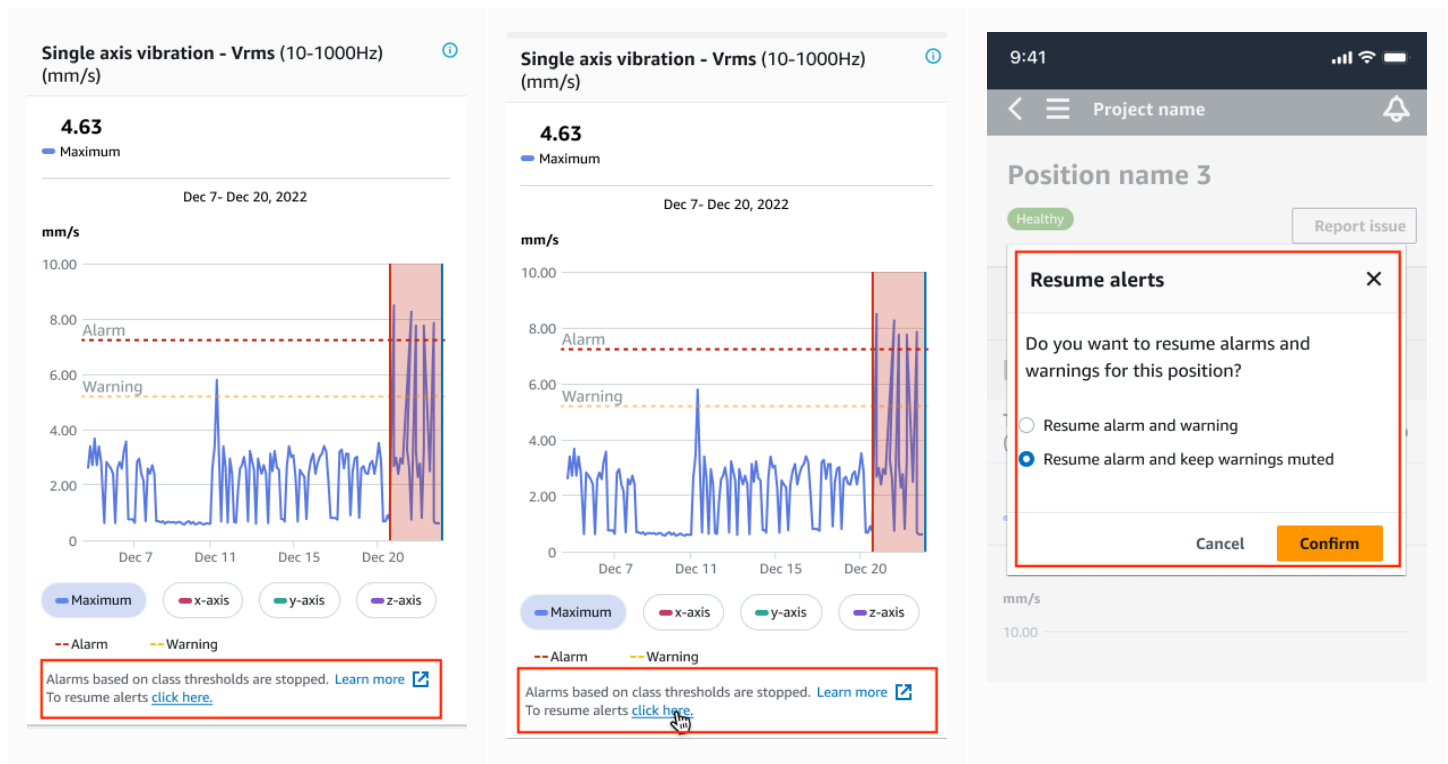 Single axis vibration - Vrms (10-1000Hz)
(mm/s)
4.63
Maximum
Dec 7- Dec 20, 2022
mm/s
10.00
8.00
Alarm
6.00
Warning
4.00
2.00
0
Dec 7
Dec 11
Dec 15
Dec 20
Maximum
x-axis
y-axis
z-axis
Alarm
Warning
Alarms based on class thresholds are stopped. Learn more
To resume alerts click here.
Single axis vibration - Vrms (10-1000Hz)
(mm/s)
4.63
Maximum
Dec 7- Dec 20, 2022
mm/s
10.00
8.00
Alarm
6.00
Warning
4.00
2.00
0
Dec 7
Dec 11
Dec 15
Dec 20
Maximum
x-axis
y-axis
z-axis
Alarm
Warning
Alarms based on class thresholds are stopped. Learn more
To resume alerts click here.
9:41
Project name
Position name 3
Healthy
Report issue
Resume alerts
Do you want to resume alarms and
warnings for this position?
Resume alarm and warning
Resume alarm and keep warnings muted
Cancel
Confirm
mm/s
10.00